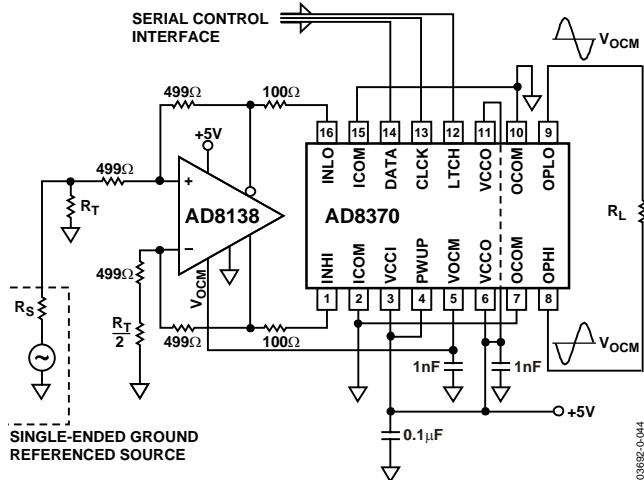 SERIAL CONTROL
INTERFACE
V_OCM
499Ω
100Ω
16
15
14
13
12
11
10
9
INLO
ICOM
DATA
CLCK
LTCH
VCCO
OCOM
OPLO
+5V
499Ω
+
R_T
AD8138
AD8370
R_L
−
499Ω
V_OCM
INHI
ICOM
VCCI
PWUP
VOCM
VCCO
OCOM
OPHI
R_S
1
2
3
4
5
6
7
8
R_T
2
499Ω
100Ω
V_OCM
1nF
1nF
+5V
0.1μF
SINGLE-ENDED GROUND
REFERENCED SOURCE
03692-0-044